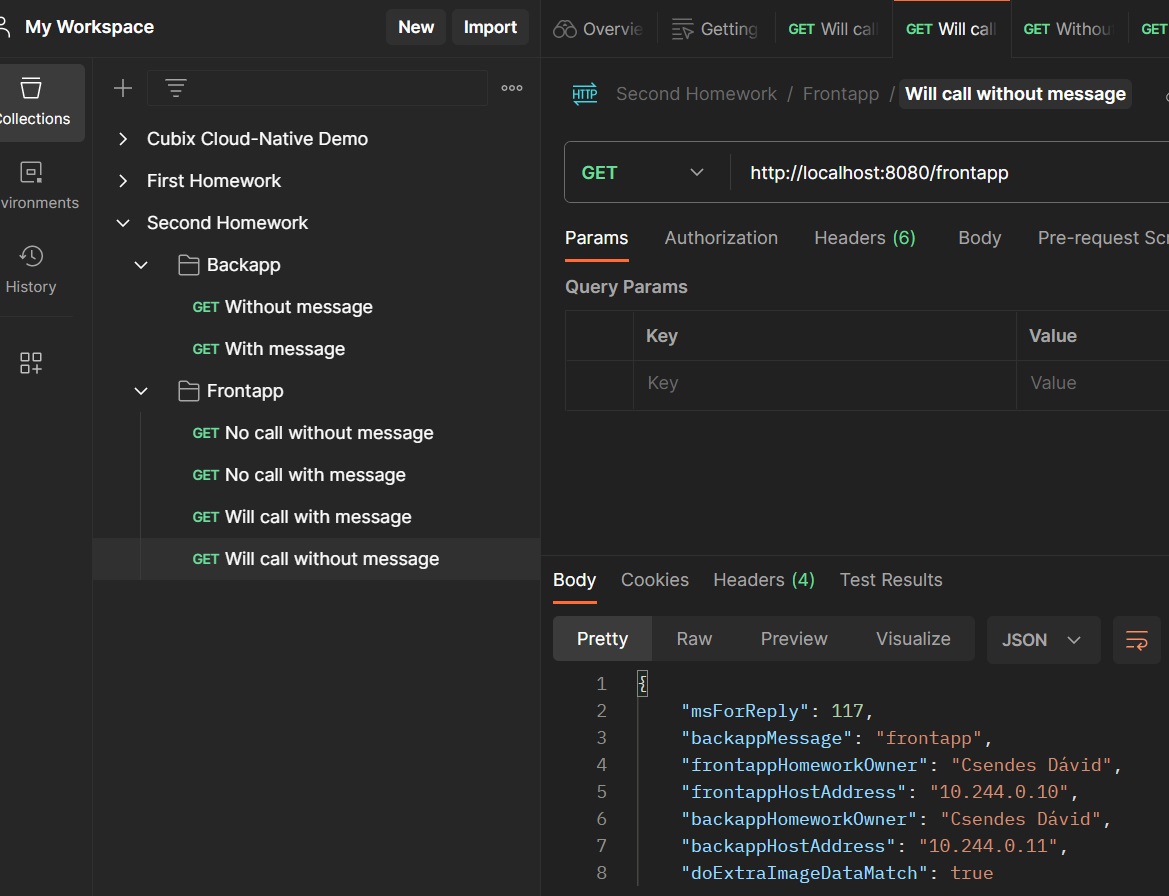 My Workspace
New
Import
Overvie
Getting
GET Will cal
GET Will call
GET Withou
GET
Collections
vironments
History
Cubix Cloud-Native Demo
First Homework
Second Homework
Backapp
GET Without message
GET With message
Frontapp
GET No call without message
GET No call with message
GET Will call with message
GET Will call without message
HTTP Second Homework / Frontapp / Will call without message
GET http://localhost:8080/frontapp
Params Authorization Headers (6) Body Pre-request Scr
Query Params
Key Value
Key Value
Body Cookies Headers (4) Test Results
Pretty Raw Preview Visualize JSON
1 {
2 "msForReply": 117,
3 "backappMessage": "frontapp",
4 "frontappHomeworkOwner": "Csendes Dávid",
5 "frontappHostAddress": "10.244.0.10",
6 "backappHomeworkOwner": "Csendes Dávid",
7 "backappHostAddress": "10.244.0.11",
8 "doExtraImageDataMatch": true